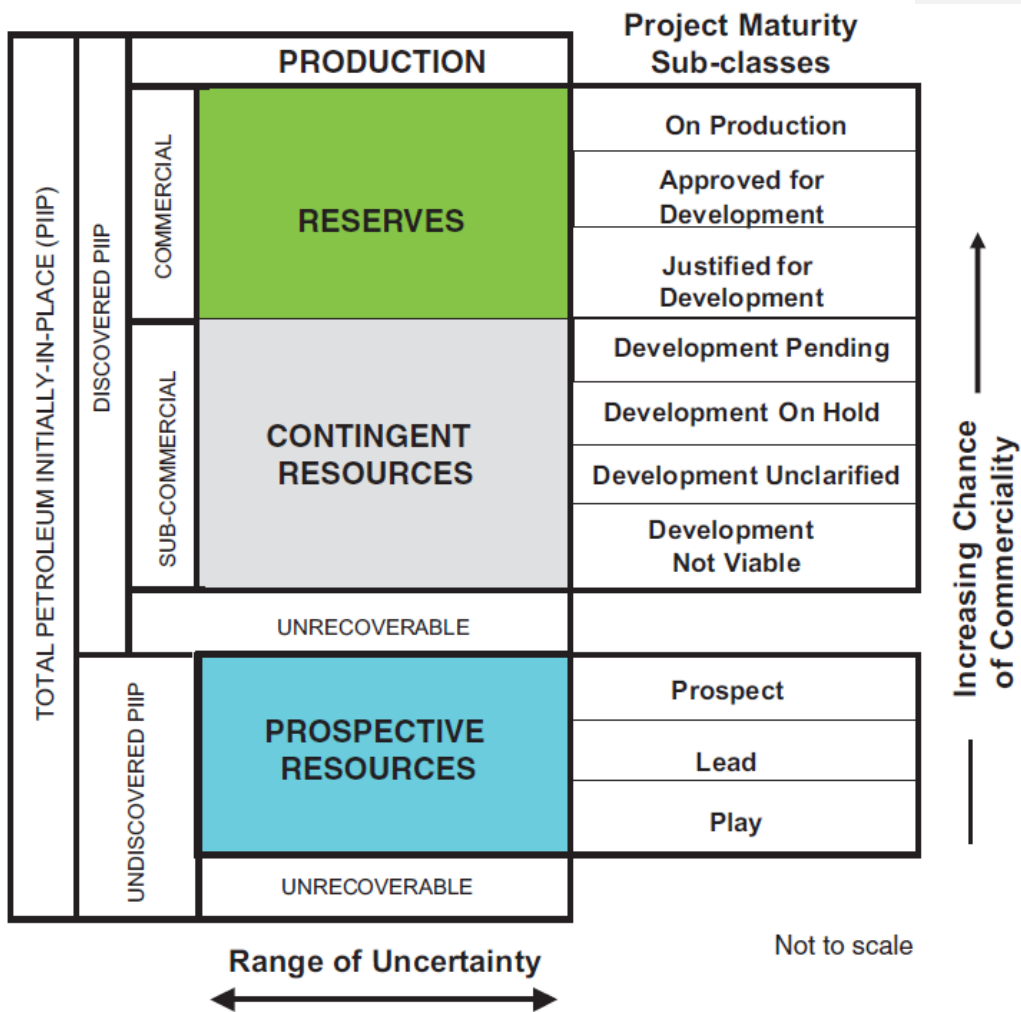 Project Maturity
Sub-classes
PRODUCTION
TOTAL PETROLEUM INITIALLY-IN-PLACE (PIIP)
DISCOVERED PIIP
COMMERCIAL
RESERVES
On Production
Approved for
Development
Justified for
Development
SUB-COMMERCIAL
CONTINGENT
RESOURCES
Development Pending
Development On Hold
Development Unclarified
Development
Not Viable
UNRECOVERABLE
UNDISCOVERED PIIP
PROSPECTIVE
RESOURCES
Prospect
Lead
Play
UNRECOVERABLE
Increasing Chance
of Commerciality
Range of Uncertainty
Not to scale